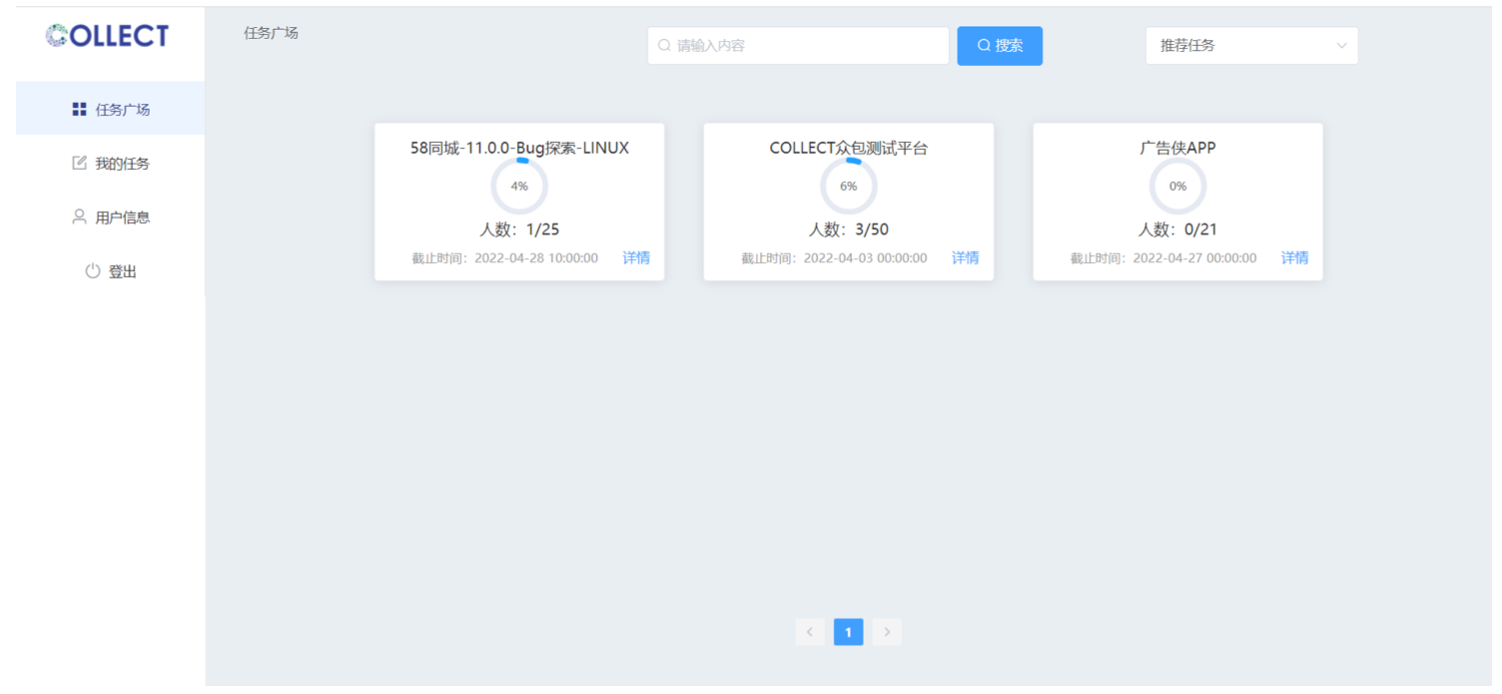 COLLECT
任务广场
我的任务
用户信息
登出
任务广场
请输入内容
搜索
推荐任务
58同城-11.0.0-Bug探索-LINUX
4%
人数：1/25
截止时间：2022-04-28 10:00:00 详情
COLLECT众包测试平台
6%
人数：3/50
截止时间：2022-04-03 00:00:00 详情
广告侠APP
0%
人数：0/21
截止时间：2022-04-27 00:00:00 详情
1